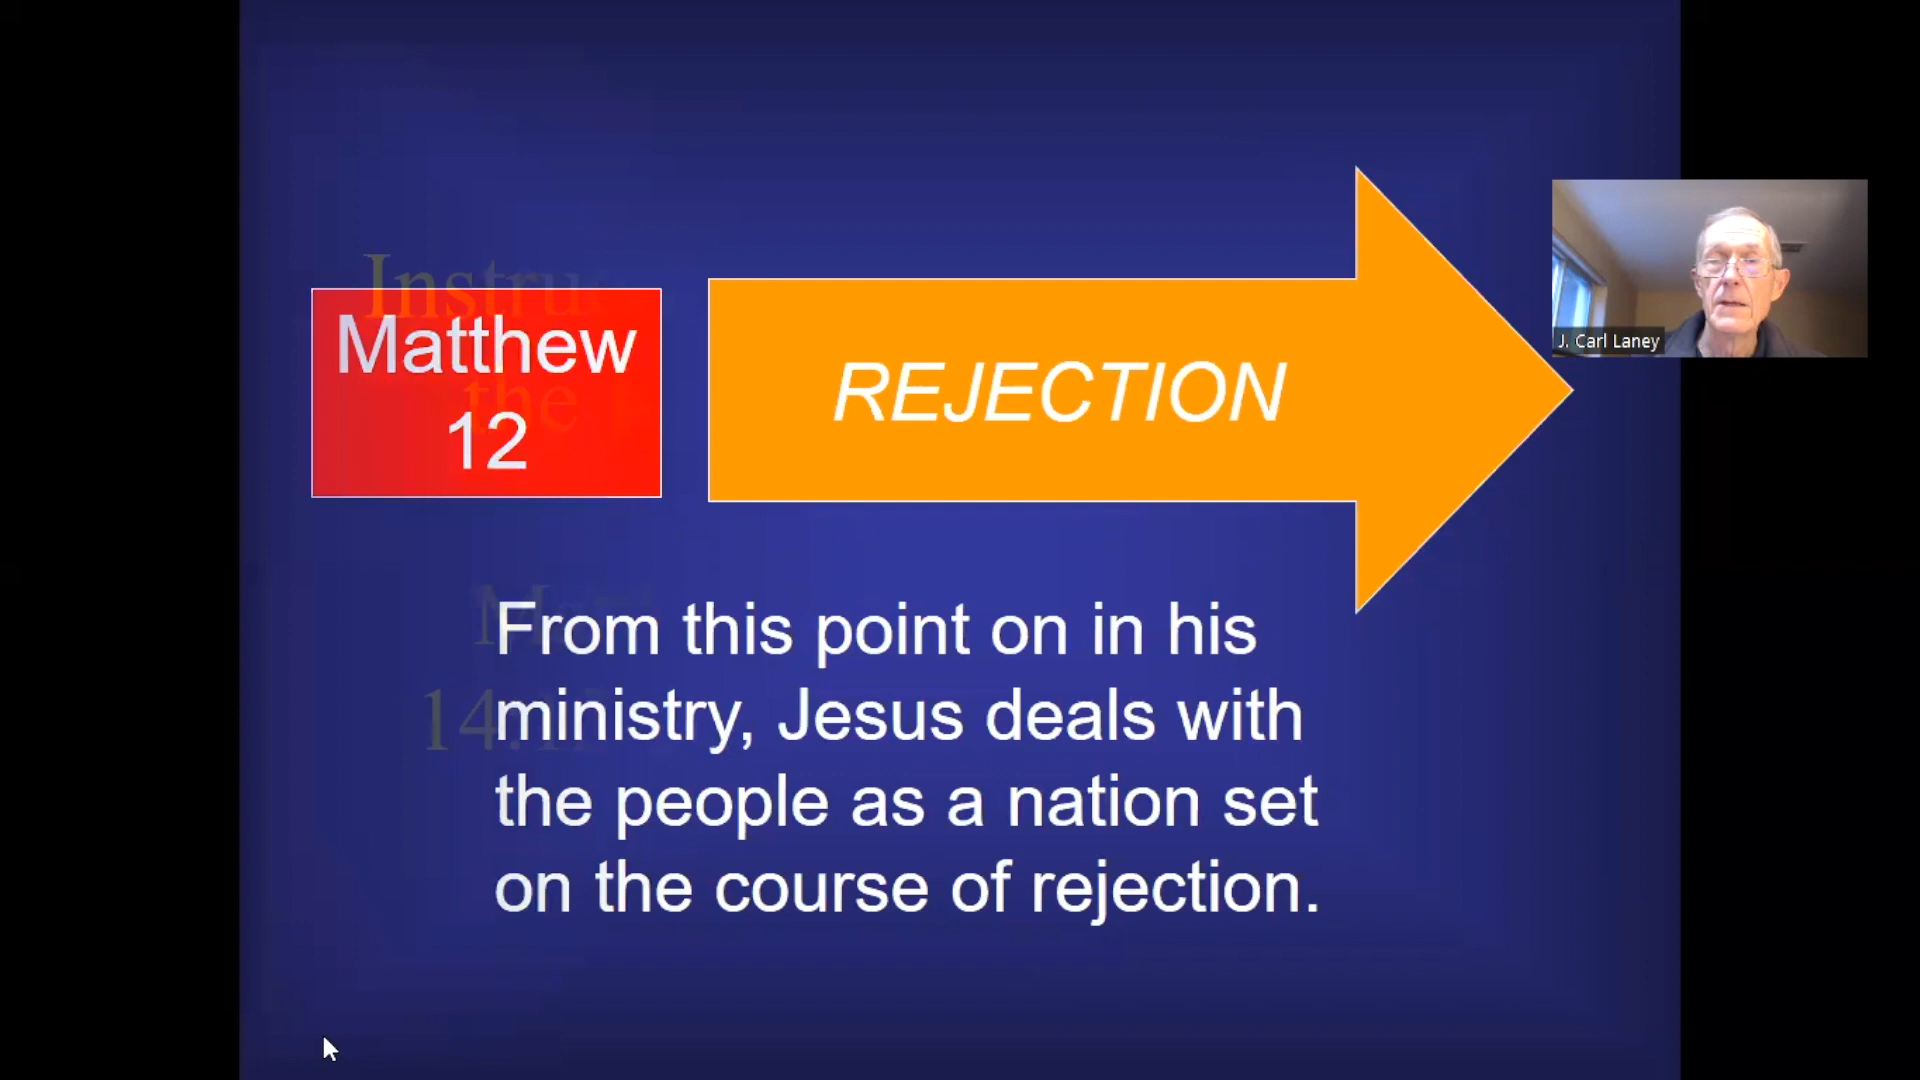 Matthew
12
REJECTION
J. Carl Laney
From this point on in his
ministry, Jesus deals with
the people as a nation set
on the course of rejection.